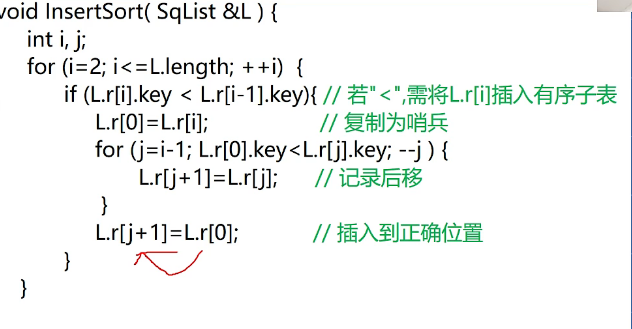 void InsertSort( SqList &L ) {
int i, j;
for (i=2; i<=L.length; ++i) {
if (L.r[i].key < L.r[i-1].key){ // 若"<",需将L.r[i]插入有序子表
L.r[0]=L.r[i]; // 复制为哨兵
for (j=i-1; L.r[0].key<L.r[j].key; --j ) {
L.r[j+1]=L.r[j]; // 记录后移
}
L.r[j+1]=L.r[0]; // 插入到正确位置
}
}